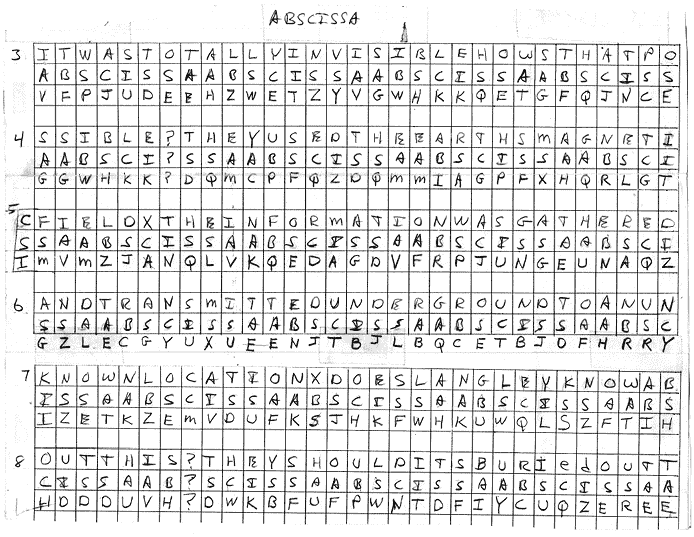 ABSCISSA
3 I T W A S T O T A L L Y I N V I S I B L E H O W S T H A T P O
A B S C I S S A A B S C I S S A A B S C I S S A A B S C I S S
V F P J U D E E H Z W E T Z Y V G W H K K Q E T G F Q J N C E
4 S S I B L E ? T H E Y U S E D T H E E A R T H S m A G N E T I
A A B S C I ? S S A A B S C I S S A A B S C I S S A A B S C I
G G W H K K ? D Q m C P F Q Z D Q m m I A G P F X H Q R L G T
5 C F I E L D X T H E I N F O R m A T I O N W A S G A T H E R E D
S S A A B S C I S S A A B S C I S S A A B S C I S S A A B S C I
I m V m Z J A N Q L V K Q E D A G D V F R P J U N G E U N A Q Z
6. A N D T R A N S m I T T E D U N D E R G R O U N D T O A N U N
S S A A B S C I S S A A B S C I S S A A B S C I S S A A B S C
G Z L E C G Y U X U E E N J T B J L B Q C E T B J D F H R R Y
7 K N O W N L O C A T I O N X D O E S L A N G L E Y K N O W A B
I S S A A B S C I S S A A B S C I S S A A B S C I S S A A B S
I Z E T K Z E m V D U F K S J H K F W H K U W Q L S Z F T I H
8 O U T T H I S ? T H E Y S H O U L D I T S B U R I e d O U T T
C I S S A A B ? S C I S S A A B S C I S S A A B S C I S S A A
H D D D U V H ? D W K B F U F P W N T D F I Y C U Q Z E R E E